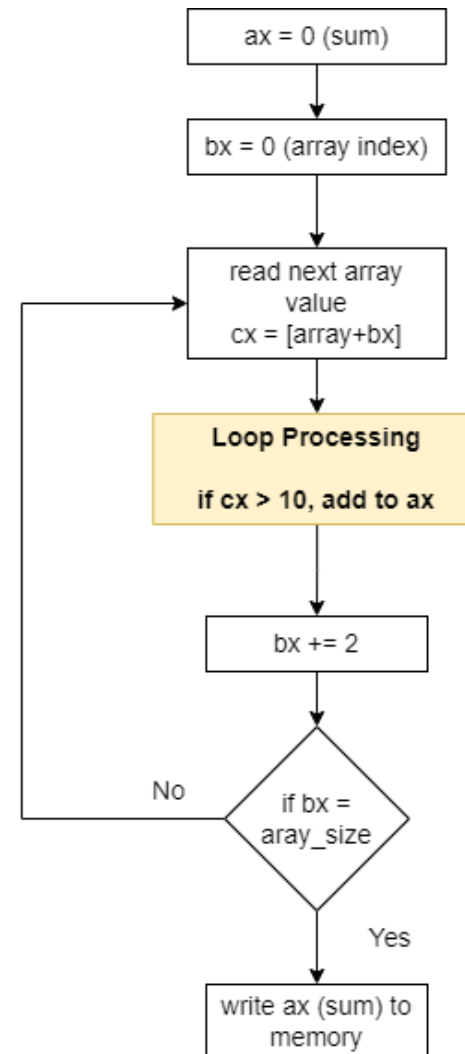 ax = 0 (sum)
bx = 0 (array index)
read next array
value
cx = [array+bx]
Loop Processing
if cx > 10, add to ax
bx += 2
No
if bx =
aray_size
Yes
write ax (sum) to
memory